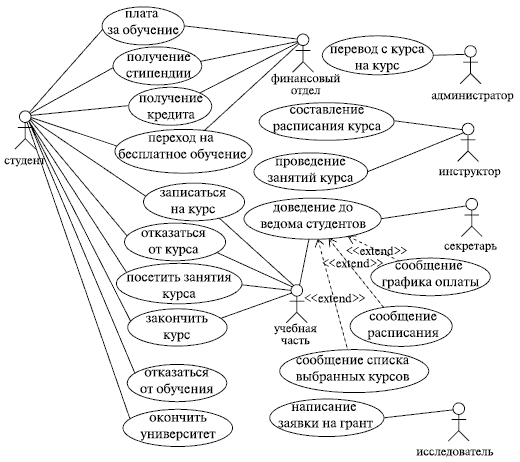 плата
за обучение
получение
стипендии
получение
кредита
переход на
бесплатное обучение
студент
записаться
на курс
отказаться
от курса
посетить занятия
курса
закончить
курс
отказаться
от обучения
окончить
университет
финансовый
отдел
перевод с курса
на курс
администратор
составление
расписания курса
проведение
занятий курса
инструктор
доведение до
ведома студентов
секретарь
<<extend>>
<<extend>>
<<extend>>
сообщение
графика оплаты
учебная
часть
сообщение
расписания
сообщение списка
выбранных курсов
написание
заявки на грант
исследователь